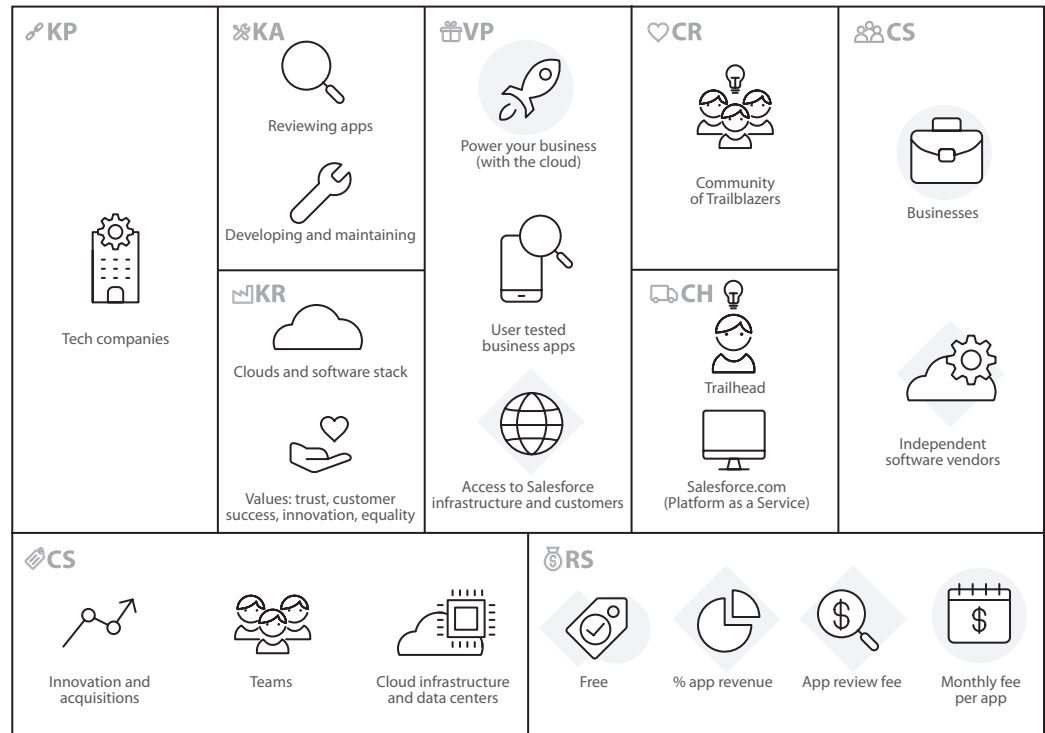 KP
Tech companies
KA
Reviewing apps
Developing and maintaining
KR
Clouds and software stack
Values: trust, customer
success, innovation, equality
VP
Power your business
(with the cloud)
User tested
business apps
Access to Salesforce
infrastructure and customers
CR
Community
of Trailblazers
CH
Trailhead
Salesforce.com
(Platform as a Service)
CS
Businesses
Independent
software vendors
CS
Innovation and
acquisitions
Teams
Cloud infrastructure
and data centers
$ RS
Free
% app revenue
$
App review fee
$
Monthly fee
per app